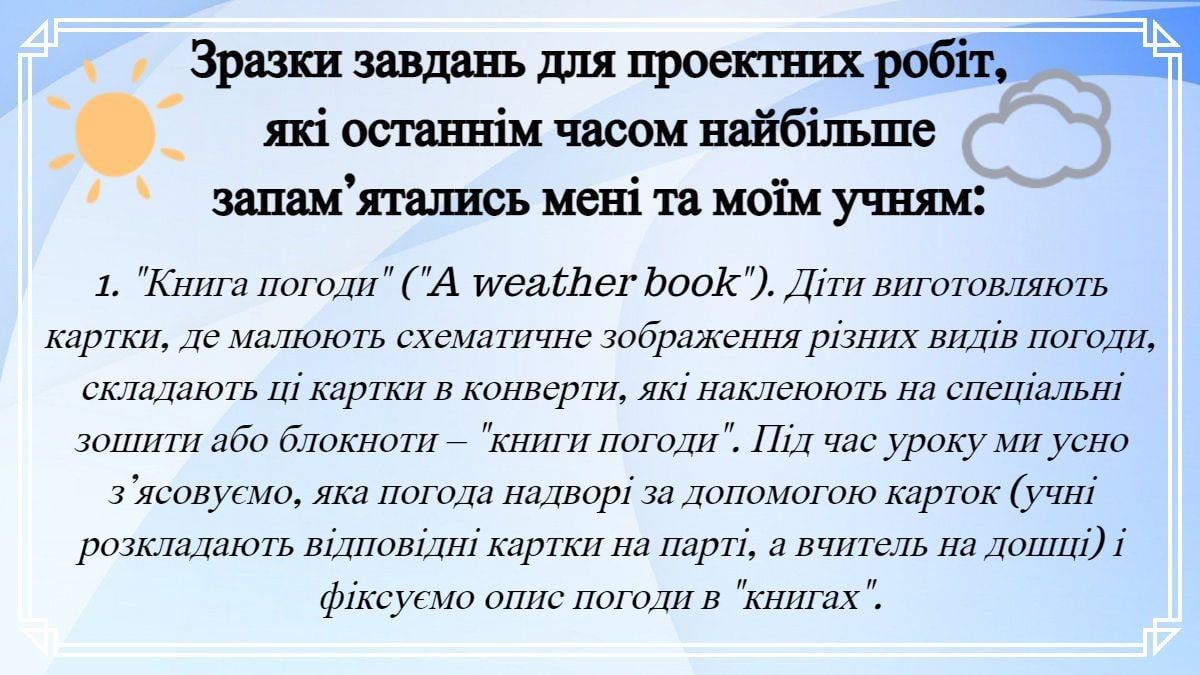 Зразки завдань для проектних робіт,
які останнім часом найбільше
запам’ятались мені та моїм учням:
1. "Книга погоди" ("A weather book"). Діти виготовляють
картки, де малюють схематичне зображення різних видів погоди,
складають ці картки в конверти, які наклеюють на спеціальні
зошити або блокноти – "книги погоди". Під час уроку ми усно
з’ясовуємо, яка погода надворі за допомогою карток (учні
розкладають відповідні картки на парті, а вчитель на дошці) і
фіксуємо опис погоди в "книгах".